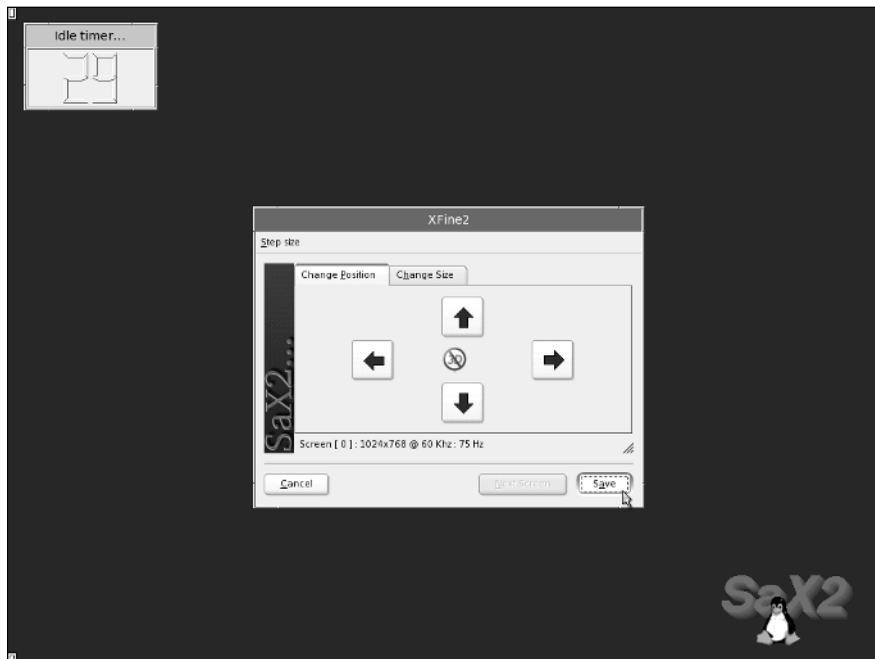 Idle timer...
29
XFine2
Step size
Change Position
Change Size
3D
SaX2...
Screen [ 0 ] : 1024x768 @ 60 Khz : 75 Hz
Cancel
Next Screen
Save
SaX2